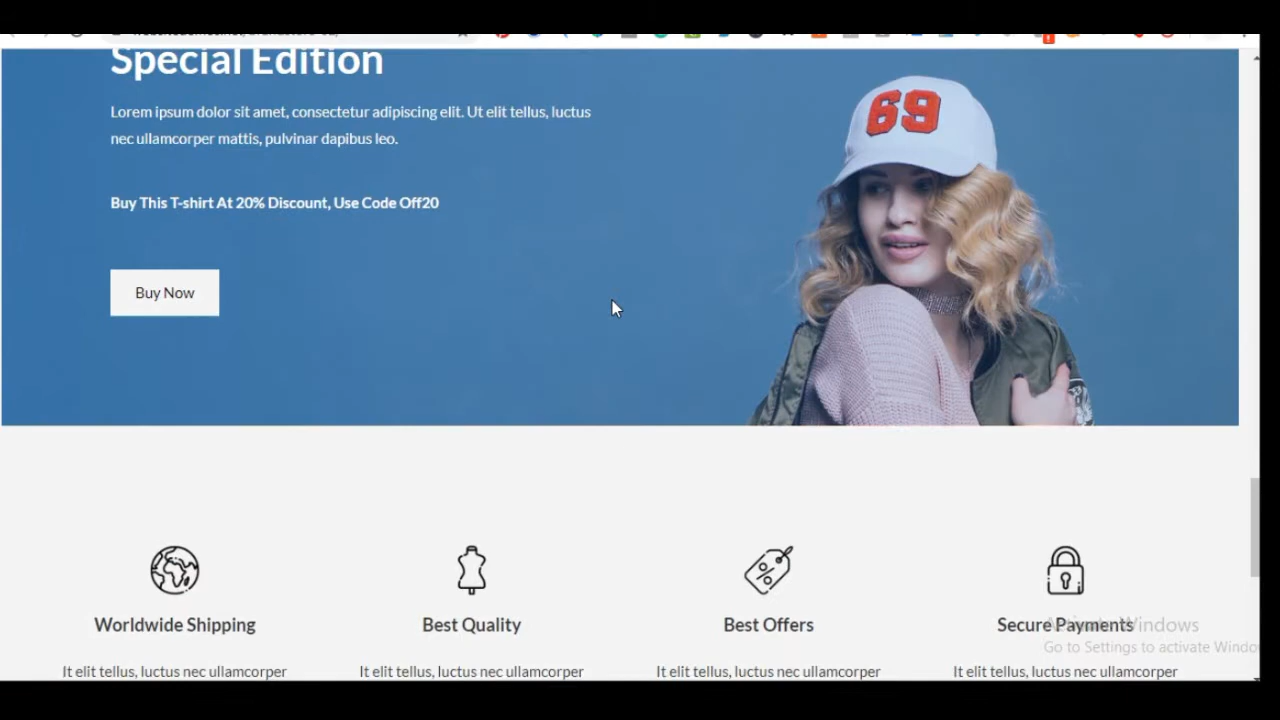 Special Edition
69
Lorem ipsum dolor sit amet, consectetur adipiscing elit. Ut elit tellus, luctus
nec ullamcorper mattis, pulvinar dapibus leo.
Buy This T-shirt At 20% Discount, Use Code Off20
Buy Now
Worldwide Shipping
Best Quality
Best Offers
Secure Payments
Activate Windows
Go to Settings to activate Windo
It elit tellus, luctus nec ullamcorper
It elit tellus, luctus nec ullamcorper
It elit tellus, luctus nec ullamcorper
It elit tellus, luctus nec ullamcorper